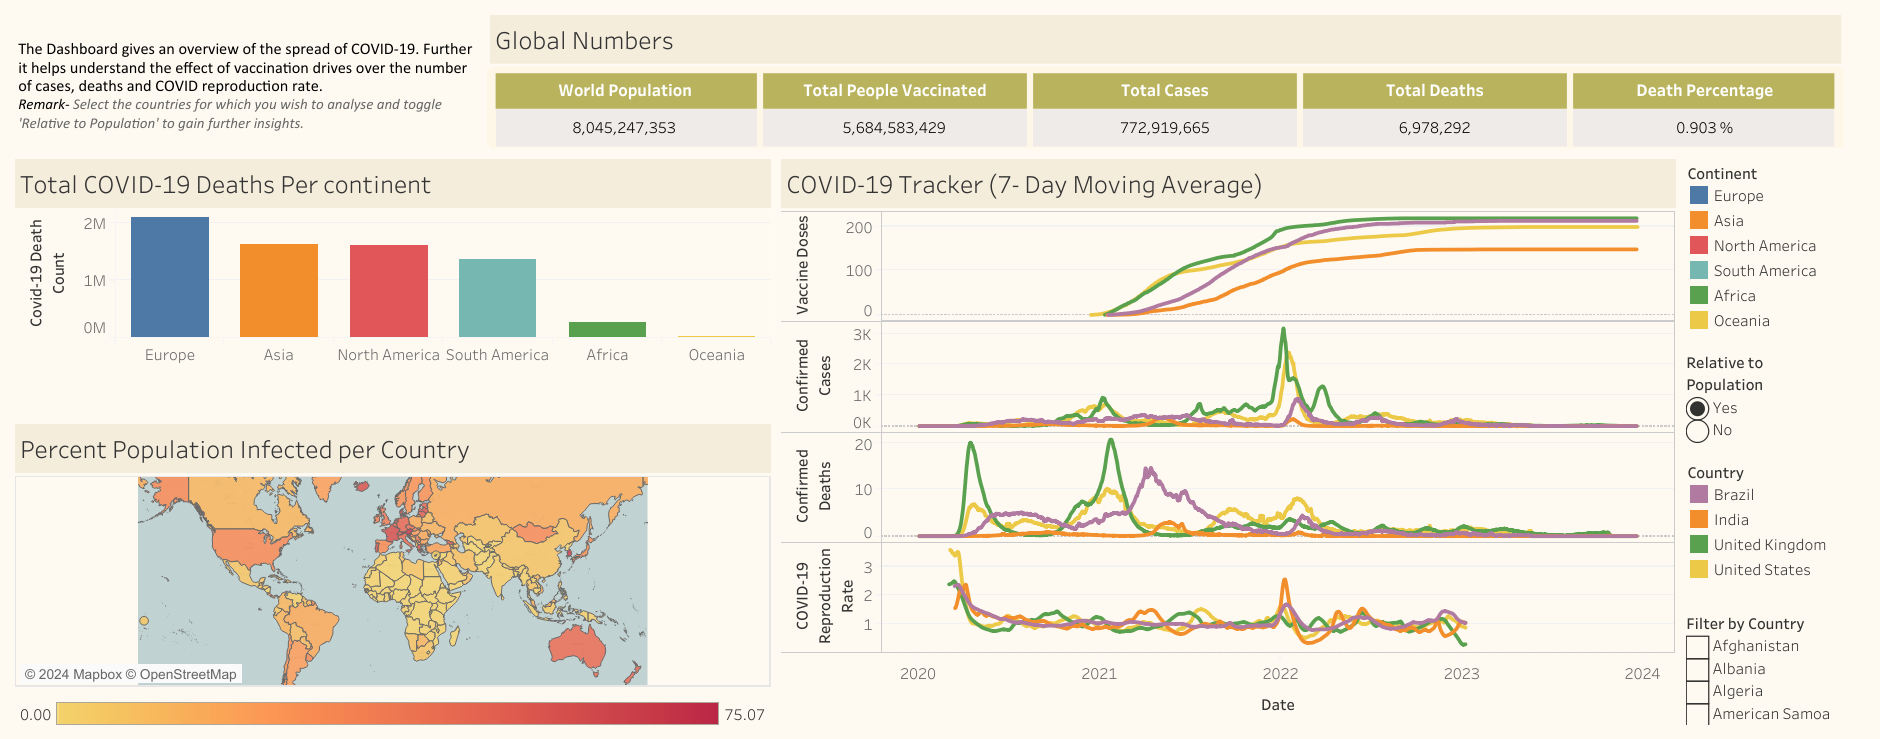 The Dashboard gives an overview of the spread of COVID-19. Further
it helps understand the effect of vaccination drives over the number
of cases, deaths and COVID reproduction rate.
Remark- Select the countries for which you wish to analyse and toggle
'Relative to Population' to gain further insights.
Global Numbers
World Population
Total People Vaccinated
Total Cases
Total Deaths
Death Percentage
8,045,247,353
5,684,583,429
772,919,665
6,978,292
0.903 %
Total COVID-19 Deaths Per continent
Covid-19 Death
Count
2M
1M
0M
Europe
Asia
North America
South America
Africa
Oceania
Percent Population Infected per Country
© 2024 Mapbox © OpenStreetMap
0.00
75.07
COVID-19 Tracker (7- Day Moving Average)
Vaccine Doses
200
100
0
Confirmed
Cases
3K
2K
1K
0K
Confirmed
Deaths
20
10
0
COVID-19
Reproduction
Rate
3
2
1
2020
2021
2022
2023
2024
Date
Continent
Europe
Asia
North America
South America
Africa
Oceania
Relative to
Population
Yes
No
Country
Brazil
India
United Kingdom
United States
Filter by Country
Afghanistan
Albania
Algeria
American Samoa